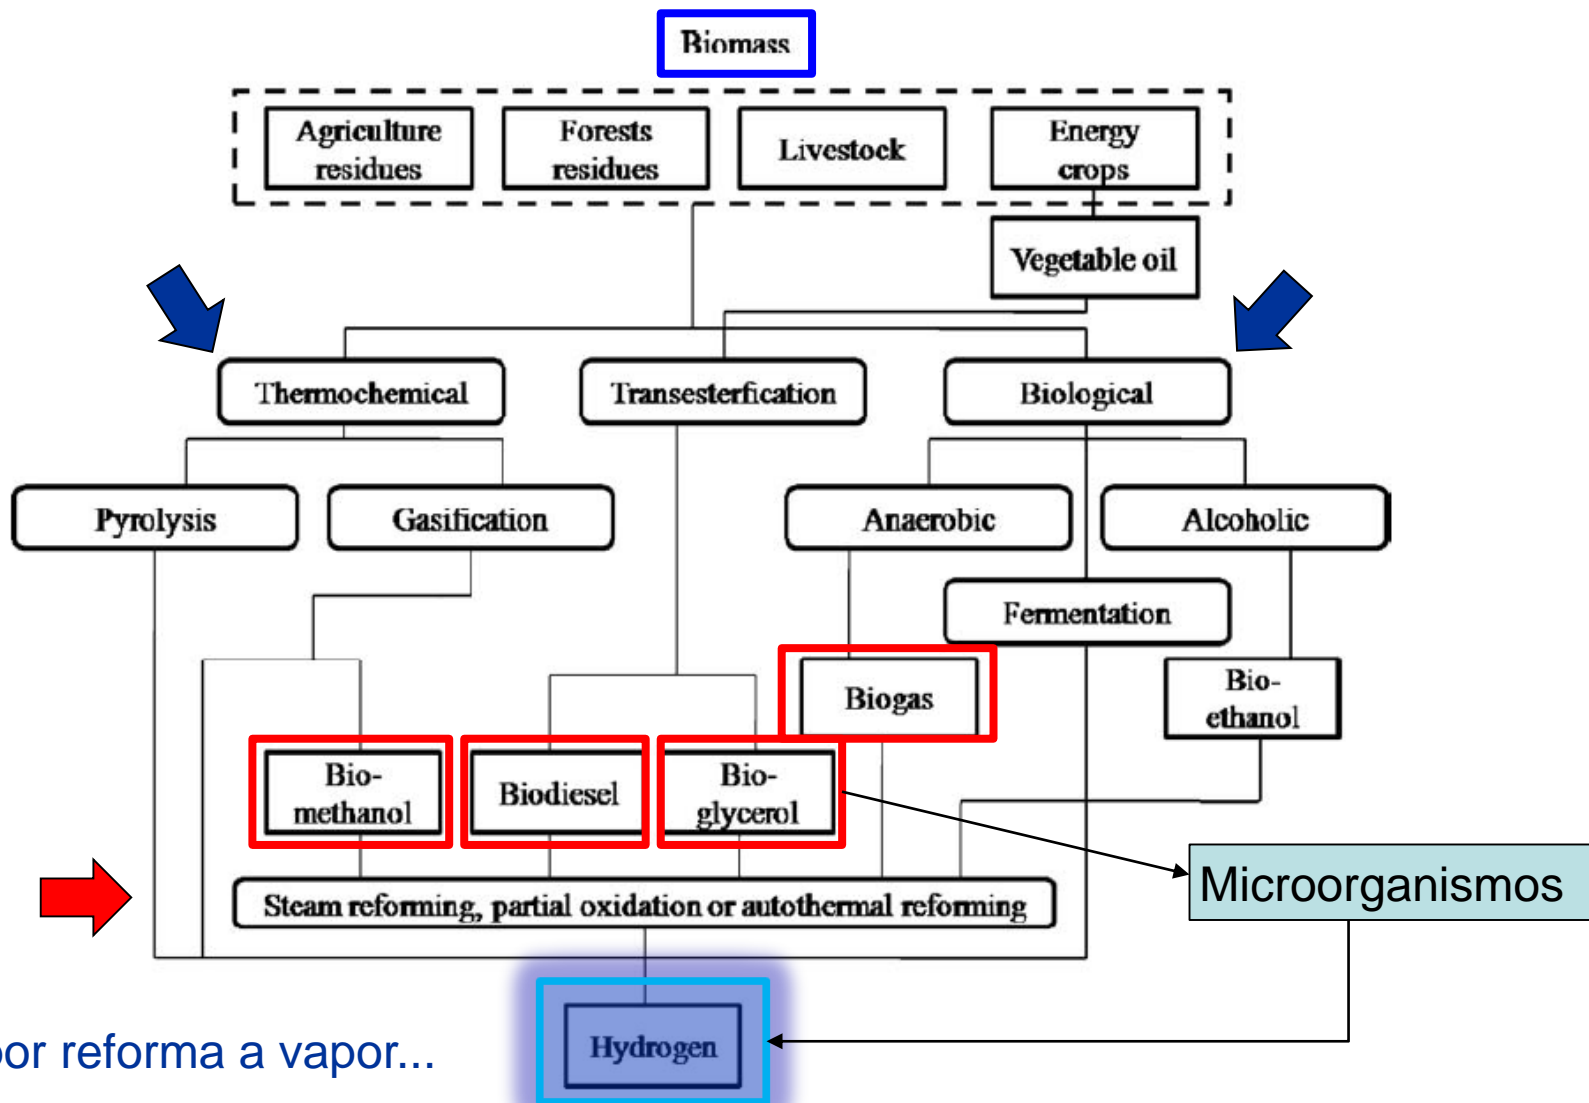 Biomass
Agriculture
residues
Forests
residues
Livestock
Energy
crops
Vegetable oil
Thermochemical
Transesterfication
Biological
Pyrolysis
Gasification
Anaerobic
Alcoholic
Fermentation
Biogas
Bio-
ethanol
Bio-
methanol
Biodiesel
Bio-
glycerol
Microorganismos
Steam reforming, partial oxidation or autothermal reforming
Hydrogen
por reforma a vapor...